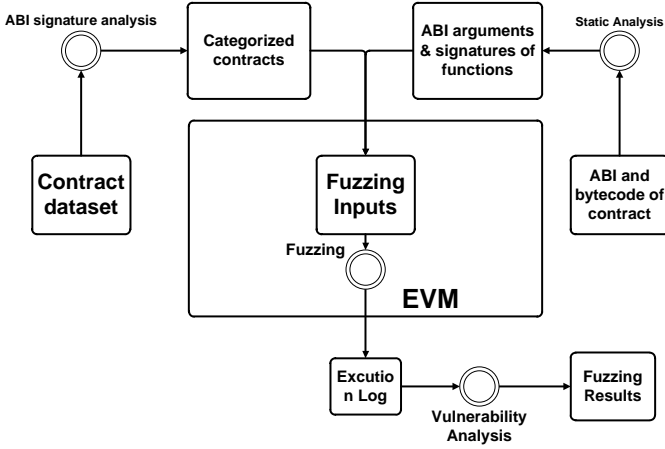 ABI signature analysis
Categorized
contracts
ABI arguments
& signatures of
functions
Static Analysis
Contract
dataset
Fuzzing
Inputs
ABI and
bytecode of
contract
Fuzzing
EVM
Excutio
n Log
Vulnerability
Analysis
Fuzzing
Results